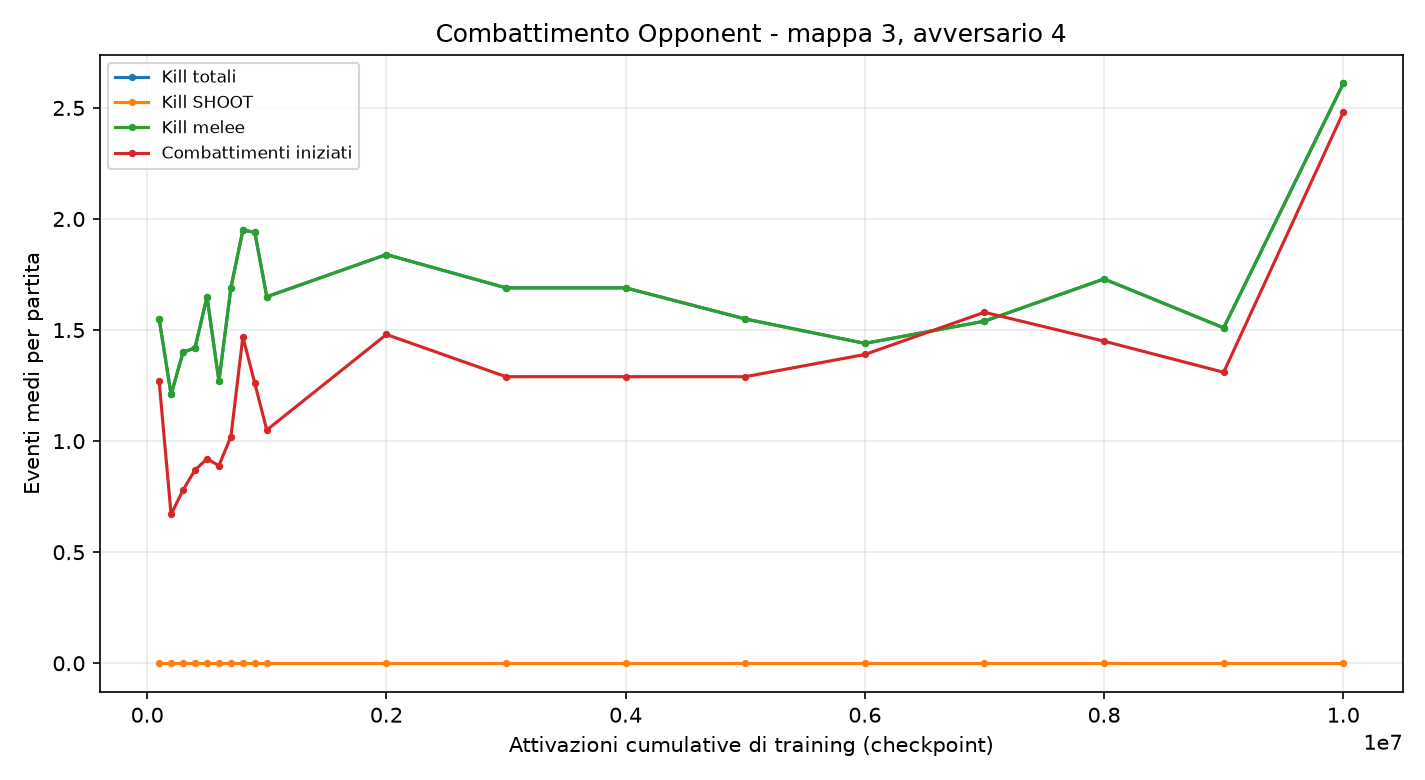 Combattimento Opponent - mappa 3, avversario 4
Kill totali
Kill SHOOT
Kill melee
Combattimenti iniziati
Eventi medi per partita
2.5
2.0
1.5
1.0
0.5
0.0
0.0 0.2 0.4 0.6 0.8 1.0
1e7
Attivazioni cumulative di training (checkpoint)